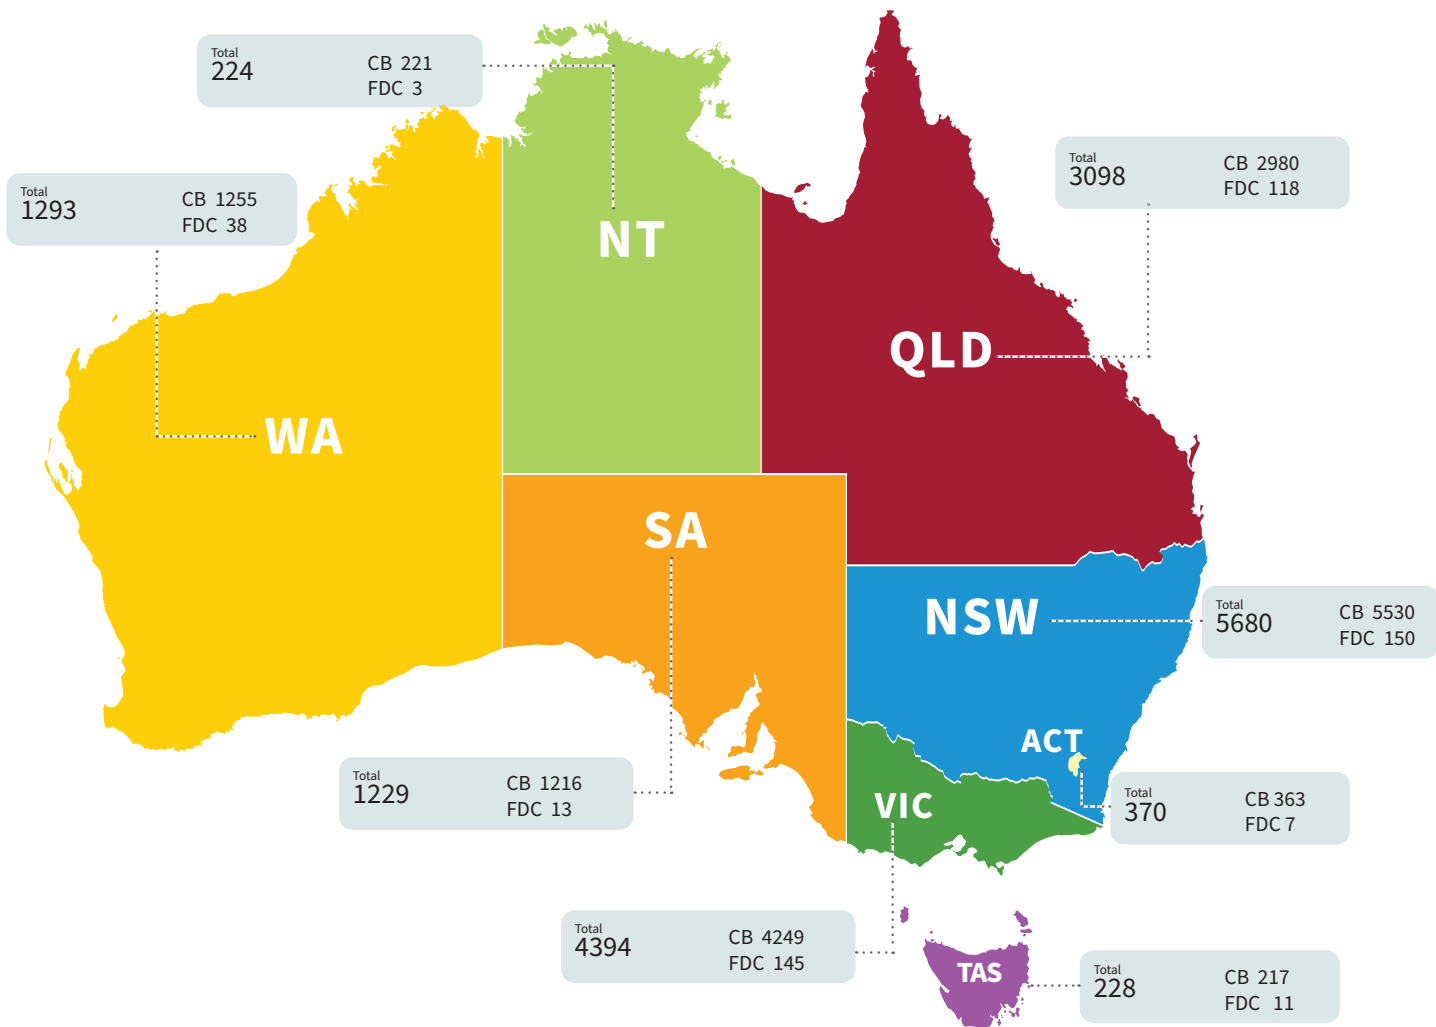 Total
224
CB 221
FDC 3
Total
1293
CB 1255
FDC 38
Total
3098
CB 2980
FDC 118
NT
QLD
WA
SA
NSW
Total
5680
CB 5530
FDC 150
ACT
Total
1229
CB 1216
FDC 13
VIC
Total
370
CB 363
FDC 7
Total
4394
CB 4249
FDC 145
TAS
Total
228
CB 217
FDC 11